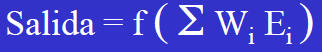 Salida = f ( Σ Wᵢ Eᵢ )